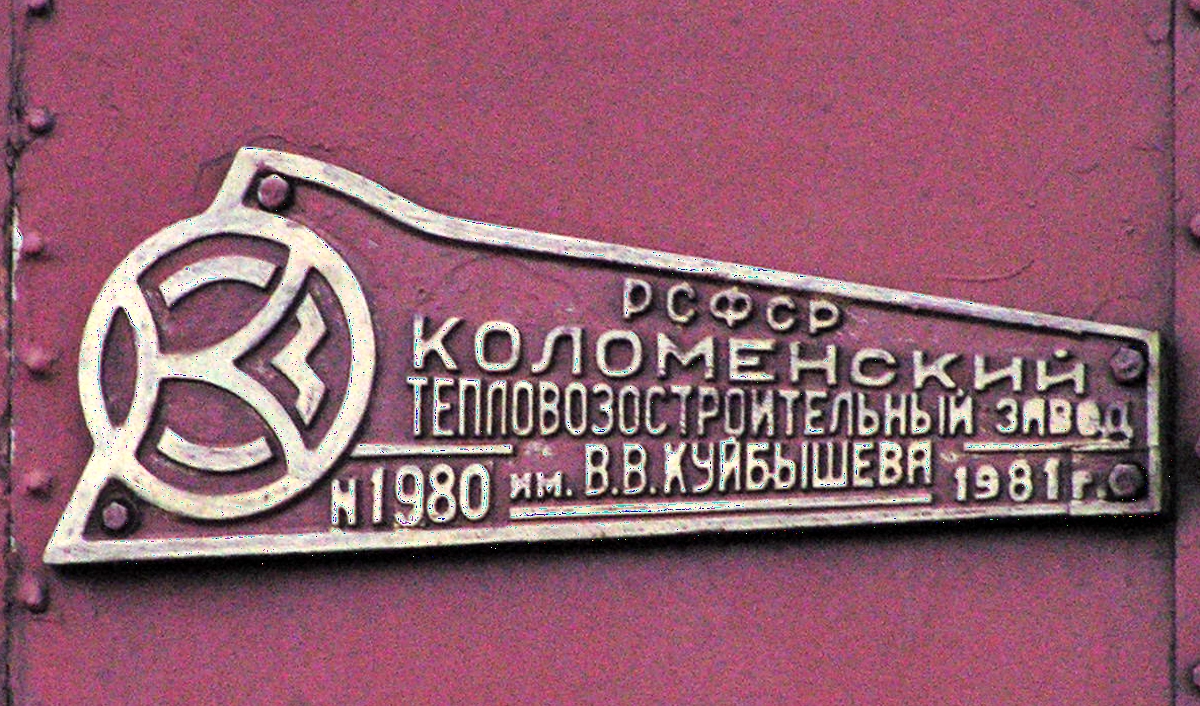 РСФСР
КОЛОМЕНСКИЙ
ТЕПЛОВОЗОСТРОИТЕЛЬНЫЙ ЗАВОД
им. В.В. КУЙБЫШЕВА
N1980
1981 г.